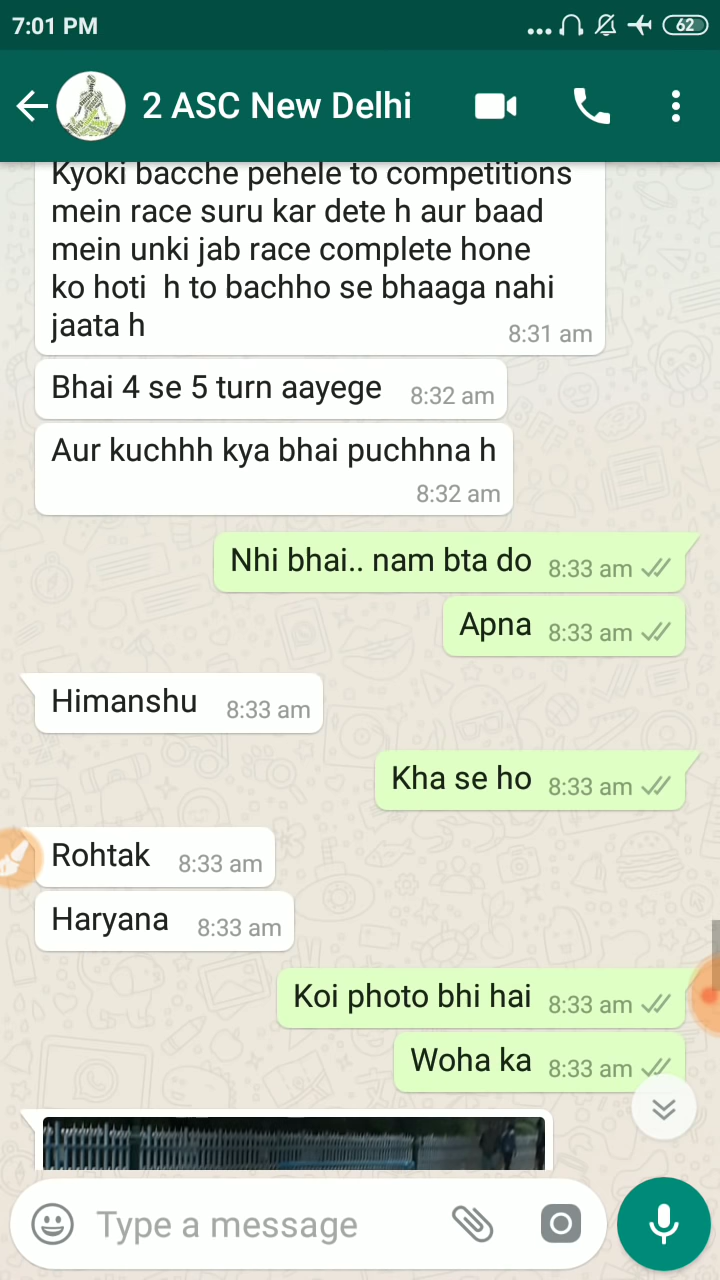 7:01 PM
62
2 ASC New Delhi
Kyoki bacche pehele to competitions
mein race suru kar dete h aur baad
mein unki jab race complete hone
ko hoti h to bachho se bhaaga nahi
jaata h
8:31 am
Bhai 4 se 5 turn aayege 8:32 am
Aur kuchhh kya bhai puchhna h
8:32 am
Nhi bhai.. nam bta do 8:33 am
Apna 8:33 am
Himanshu 8:33 am
Kha se ho 8:33 am
Rohtak 8:33 am
Haryana 8:33 am
Koi photo bhi hai 8:33 am
Woha ka 8:33 am
Type a message